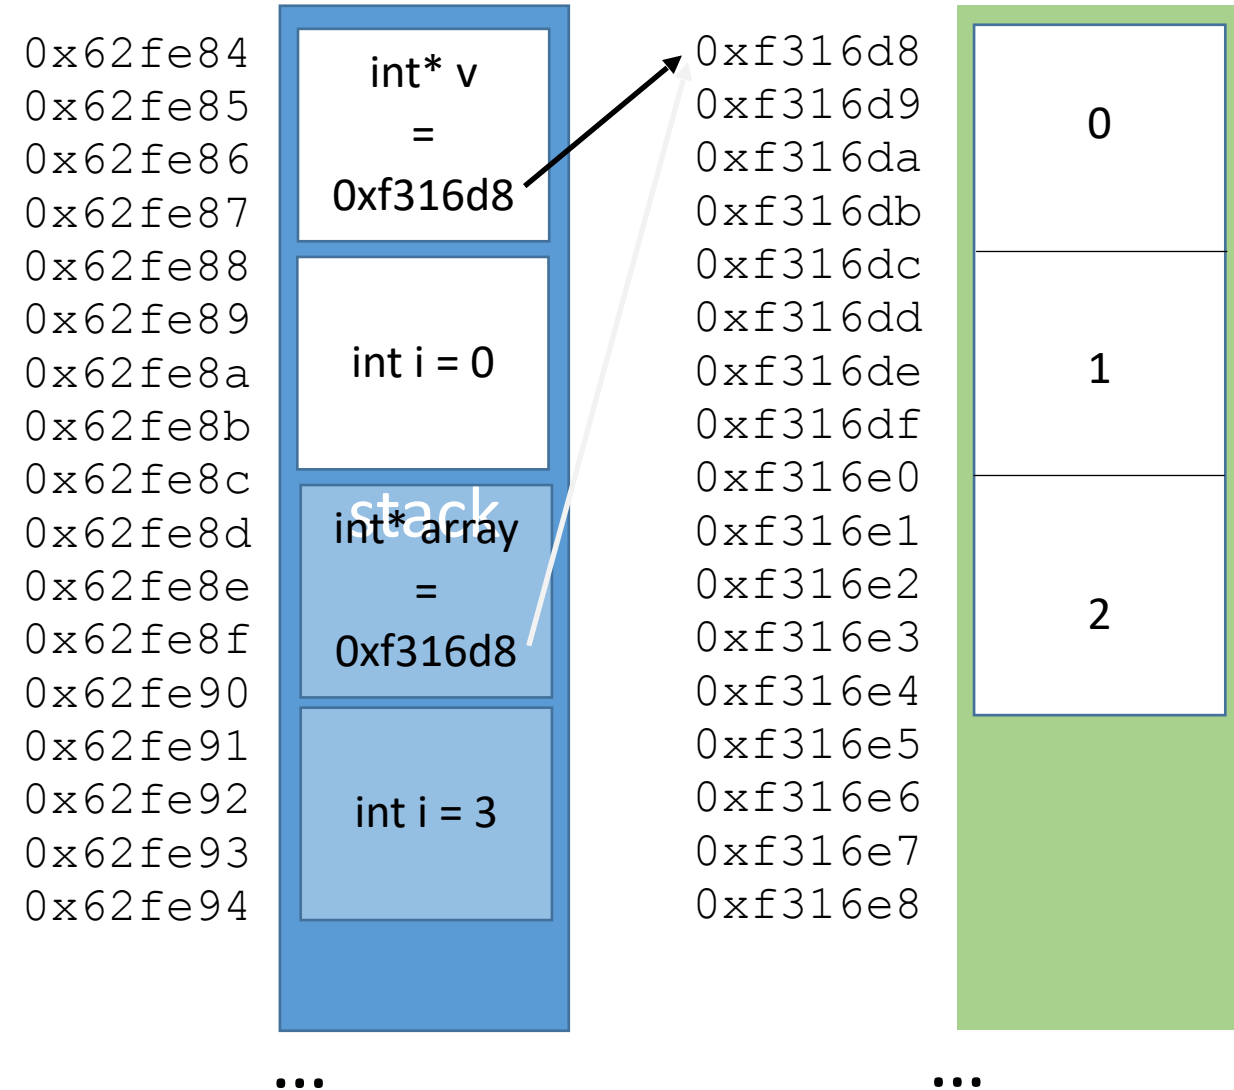 0x62fe84
0x62fe85
0x62fe86
0x62fe87
0x62fe88
0x62fe89
0x62fe8a
0x62fe8b
0x62fe8c
0x62fe8d
0x62fe8e
0x62fe8f
0x62fe90
0x62fe91
0x62fe92
0x62fe93
0x62fe94
...
int* v
=
0xf316d8
int i = 0
stack
int* array
=
0xf316d8
int i = 3
0xf316d8
0xf316d9
0xf316da
0xf316db
0xf316dc
0xf316dd
0xf316de
0xf316df
0xf316e0
0xf316e1
0xf316e2
0xf316e3
0xf316e4
0xf316e5
0xf316e6
0xf316e7
0xf316e8
...
0
1
2